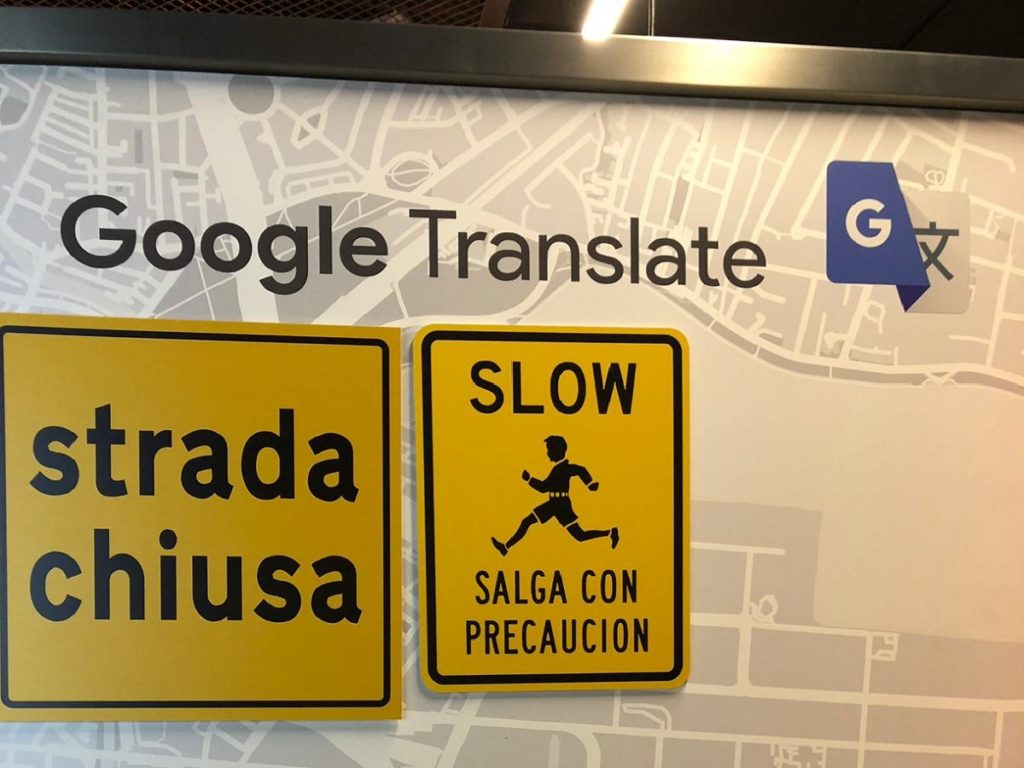 Google Translate
G 文
strada
chiusa
SLOW
SALGA CON
PRECAUCION